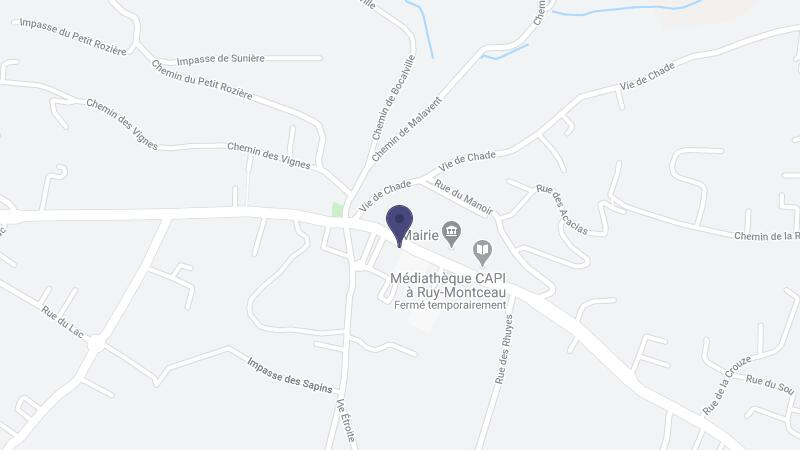 Impasse du Petit Rozière
Impasse de Sunière
Chemin du Petit Rozière
Chemin des Vignes
Chemin des Vignes
ville
Chemin de Bocalville
Chemin de Malavent
Chem
Vie de Chade
Vie de Chade
Vie de Chade
Rue du Manoir
Rue des Acacias
Chemin de la R
Mairie
Médiathèque CAPI
à Ruy-Montceau
Fermé temporairement
Rue du Lac
Impasse des Sapins
Vie Étroite
Rue des Rhuyes
Rue de la Crouze
Rue du Sou